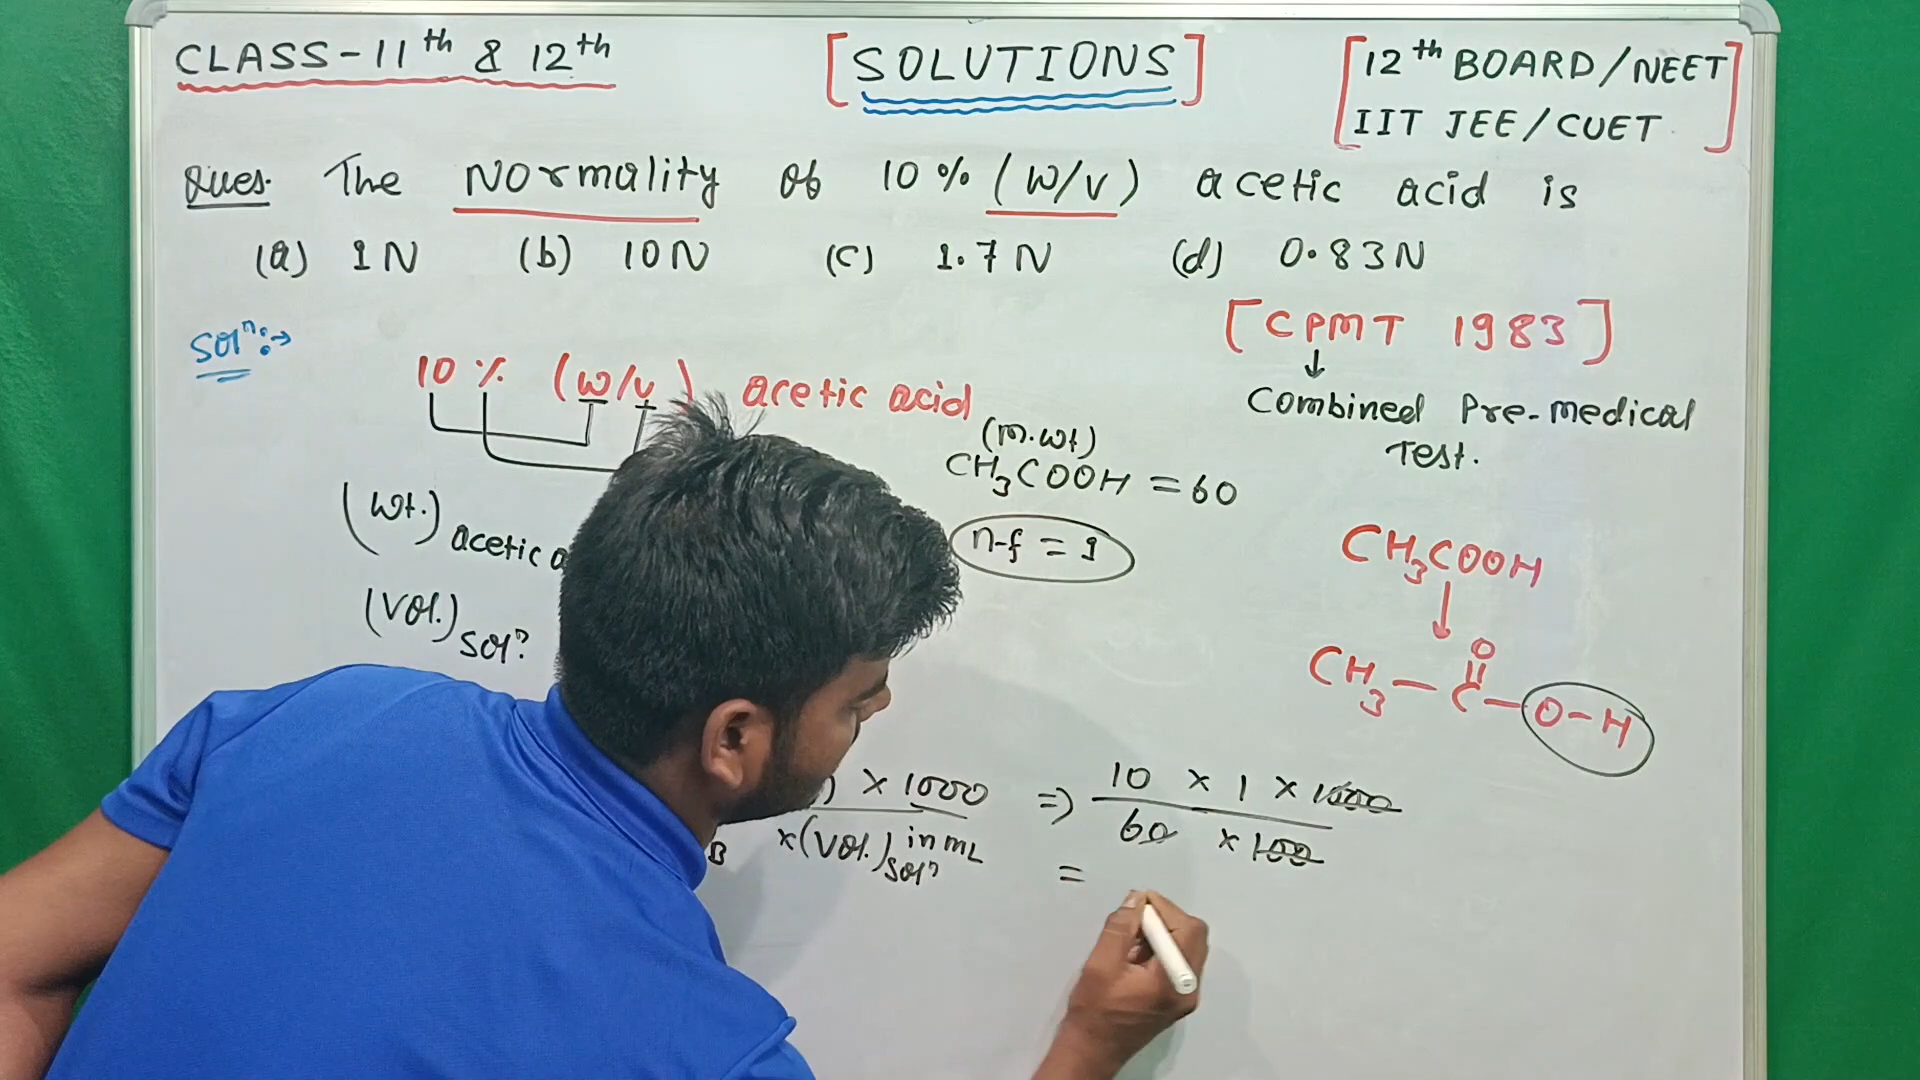 CLASS-11th & 12th
[SOLUTIONS]
[12th BOARD/NEET
IIT JEE/CUET]
Ques. The Normality of 10% (W/V) acetic acid is
(a) 1N (b) 10N (c) 1.7N (d) 0.83N
[CPMT 1983]
↓
Combined Pre-medical
Test.
Solⁿ:→
10 % (w/v) acetic acid
(m.wt)
CH₃COOH = 60
(wt.) acetic
n-f = 1
(Vol.) solⁿ
CH₃COOH
↓
O
CH₃-C-O-H
) × 1000 ⇒ 10 × 1 × 1000
B ×(Vol.)solⁿ in mL 60 × 100
=